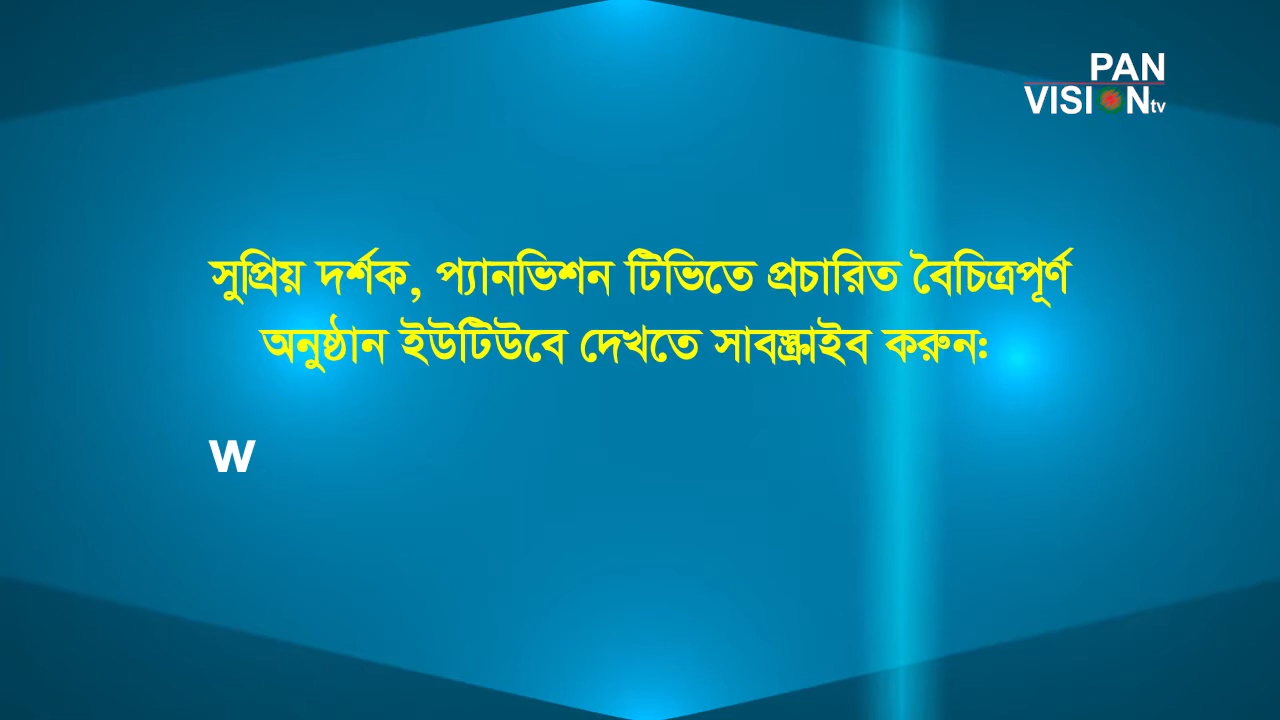 PAN
VISION tv
সুপ্রিয় দর্শক, প্যানভিশন টিভিতে প্রচারিত বৈচিত্রপূর্ণ
অনুষ্ঠান ইউটিউবে দেখতে সাবস্ক্রাইব করুন:
w